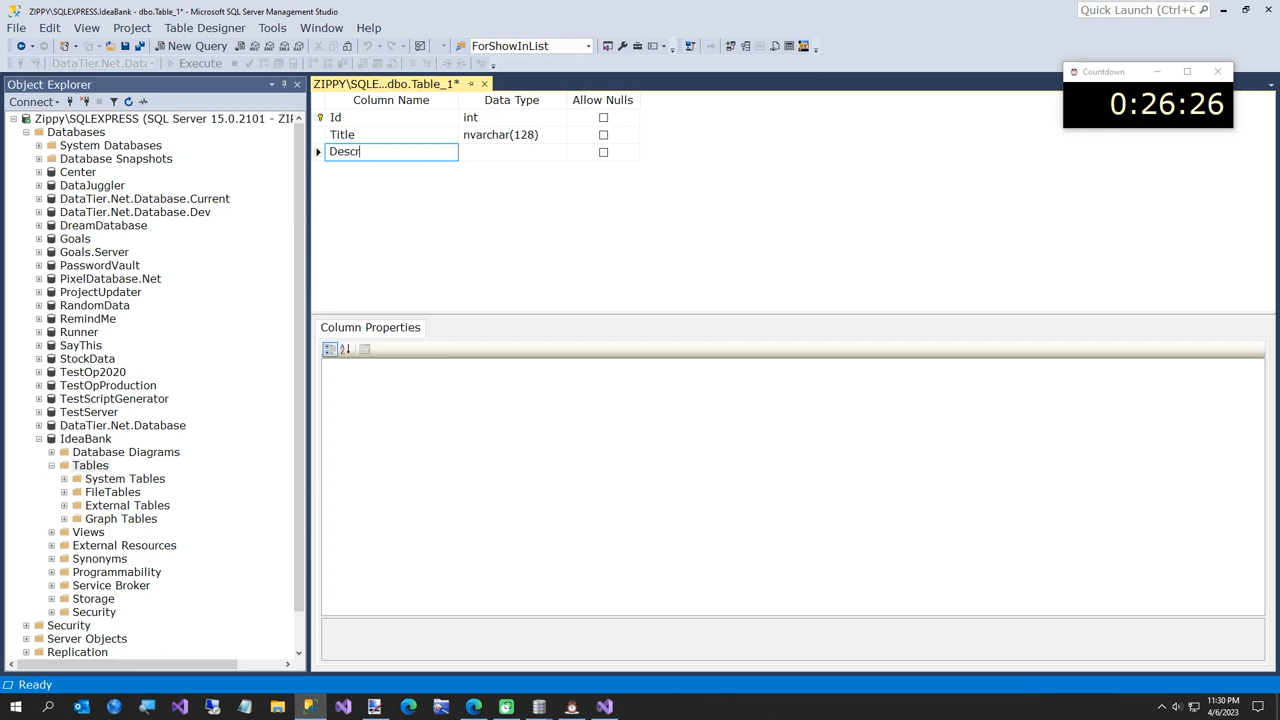 ZIPPY\SQLEXPRESS.IdeaBank - dbo.Table_1* - Microsoft SQL Server Management Studio
Quick Launch (Ctrl+Q
File Edit View Project Table Designer Tools Window Help
New Query ForShowInList
DataTier.Net.Datab Execute
Object Explorer
ZIPPY\SQLE...dbo.Table_1*
Connect
Column Name Data Type Allow Nulls
Id int
Title nvarchar(128)
Descr
Countdown
0:26:26
Zippy\SQLEXPRESS (SQL Server 15.0.2101 - ZIPF
Databases
System Databases
Database Snapshots
Center
DataJuggler
DataTier.Net.Database.Current
DataTier.Net.Database.Dev
DreamDatabase
Goals
Goals.Server
PasswordVault
PixelDatabase.Net
ProjectUpdater
RandomData
RemindMe
Runner
SayThis
StockData
TestOp2020
TestOpProduction
TestScriptGenerator
TestServer
DataTier.Net.Database
IdeaBank
Database Diagrams
Tables
System Tables
FileTables
External Tables
Graph Tables
Views
External Resources
Synonyms
Programmability
Service Broker
Storage
Security
Security
Server Objects
Replication
Column Properties
Ready
11:30 PM
4/6/2023